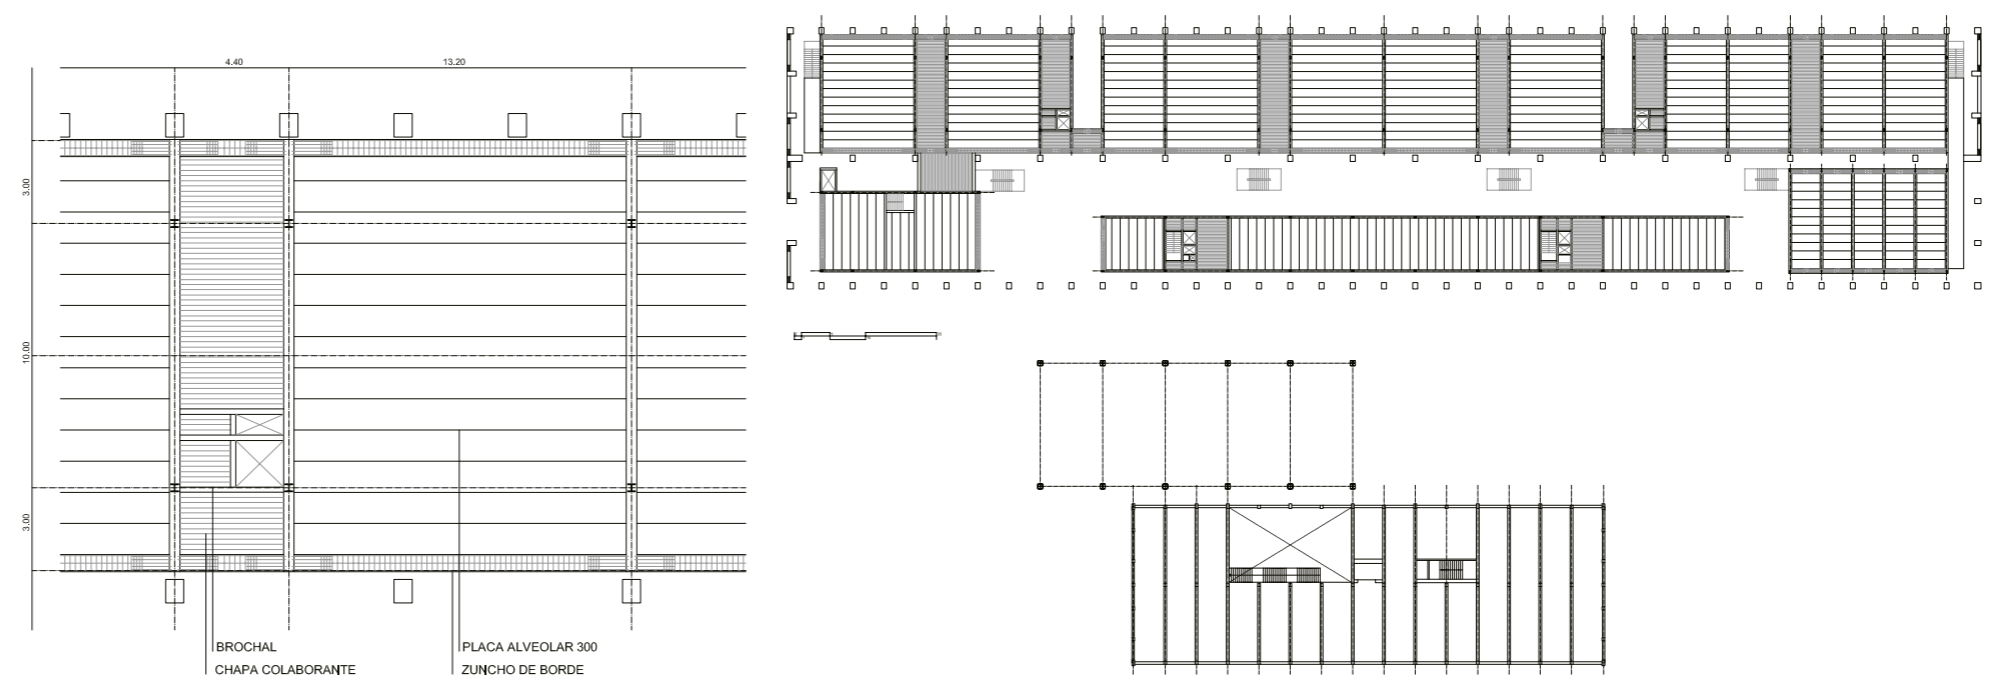 4.40
13.20
3.00
10.00
3.00
BROCHAL
PLACA ALVEOLAR 300
CHAPA COLABORANTE
ZUNCHO DE BORDE